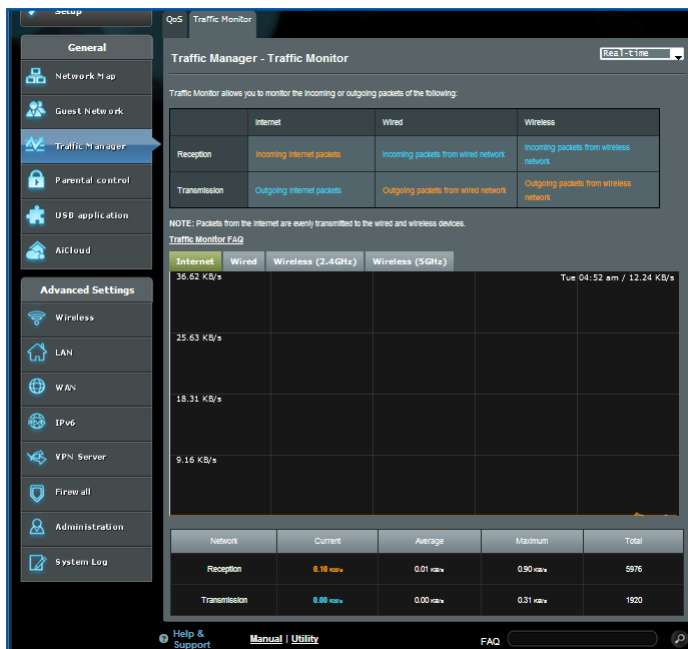 Setup
QoS Traffic Monitor
General
Network Map
Guest Network
Traffic Manager
Parental control
USB application
AiCloud
Advanced Settings
Wireless
LAN
WAN
IPv6
VPN Server
Firewall
Administration
System Log
Traffic Manager - Traffic Monitor
Real-time
Traffic Monitor allows you to monitor the incoming or outgoing packets of the following:
Internet Wired Wireless
Reception Incoming Internet packets Incoming packets from wired network Incoming packets from wireless network
Transmission Outgoing Internet packets Outgoing packets from wired network Outgoing packets from wireless network
NOTE: Packets from the Internet are evenly transmitted to the wired and wireless devices.
Traffic Monitor FAQ
Internet Wired Wireless (2.4GHz) Wireless (5GHz)
36.62 KB/s Tue 04:52 am / 12.24 KB/s
25.63 KB/s
18.31 KB/s
9.16 KB/s
Network Current Average Maximum Total
Reception 0.10 KB/s 0.01 KB/s 0.90 KB/s 5976
Transmission 0.00 KB/s 0.00 KB/s 0.31 KB/s 1920
Help & Support Manual | Utility FAQ